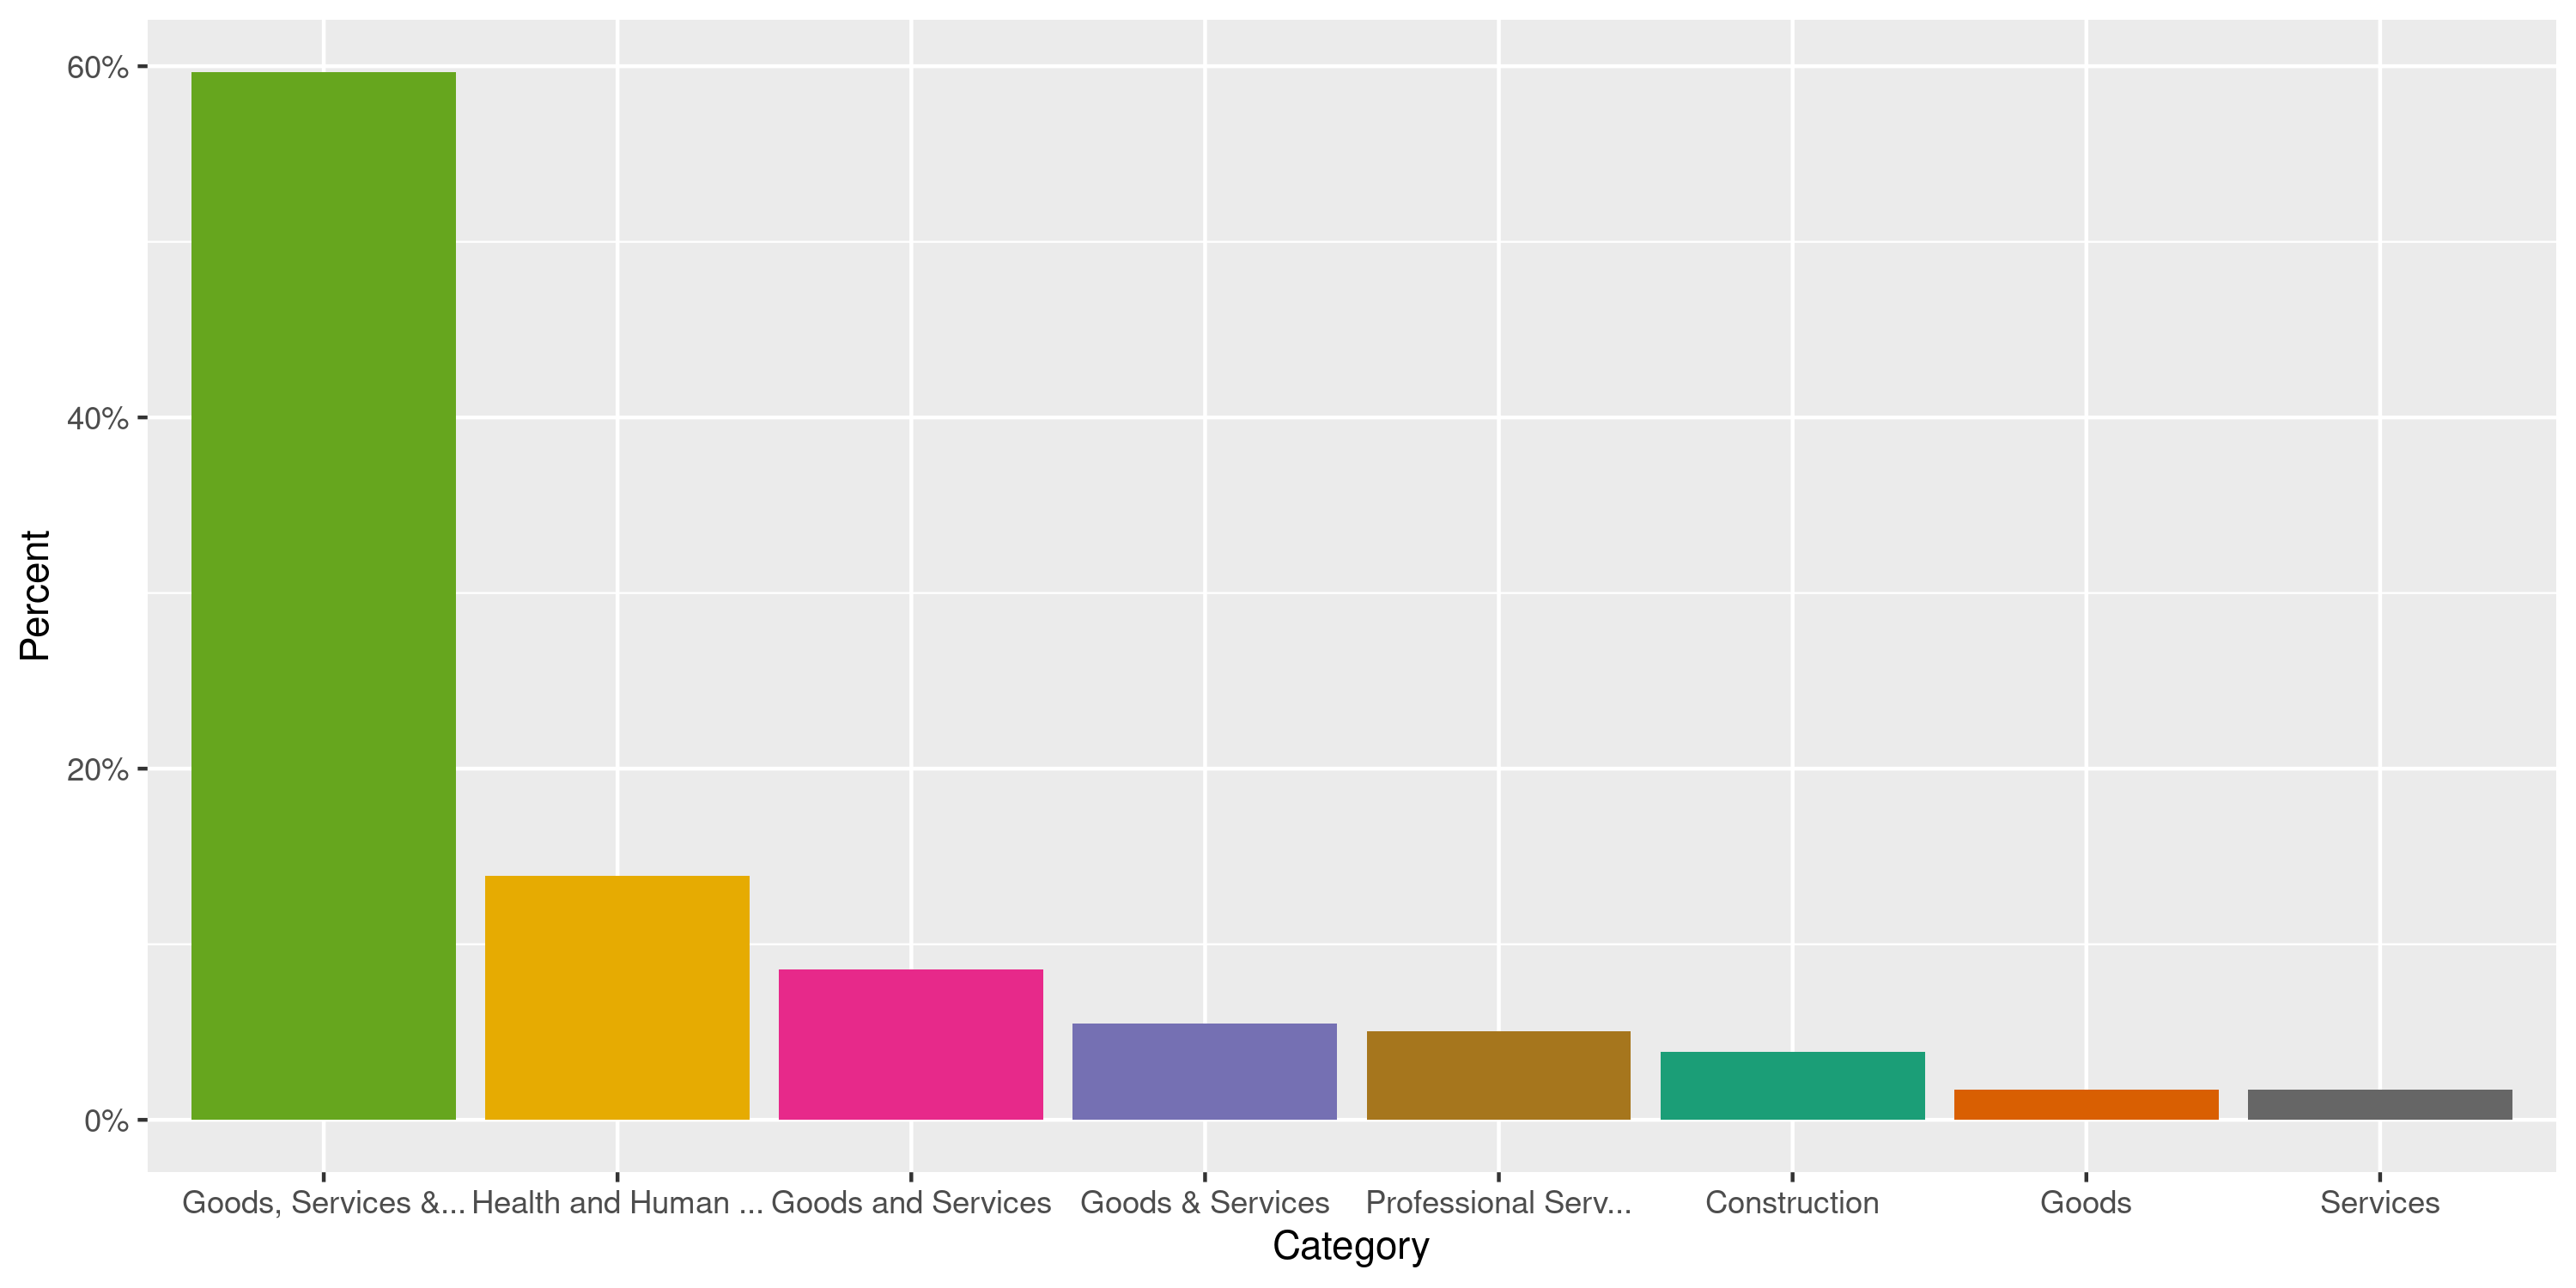 60%
40%
20%
0%
Percent
Goods, Services &...
Health and Human ...
Goods and Services
Goods & Services
Professional Serv...
Construction
Goods
Services
Category